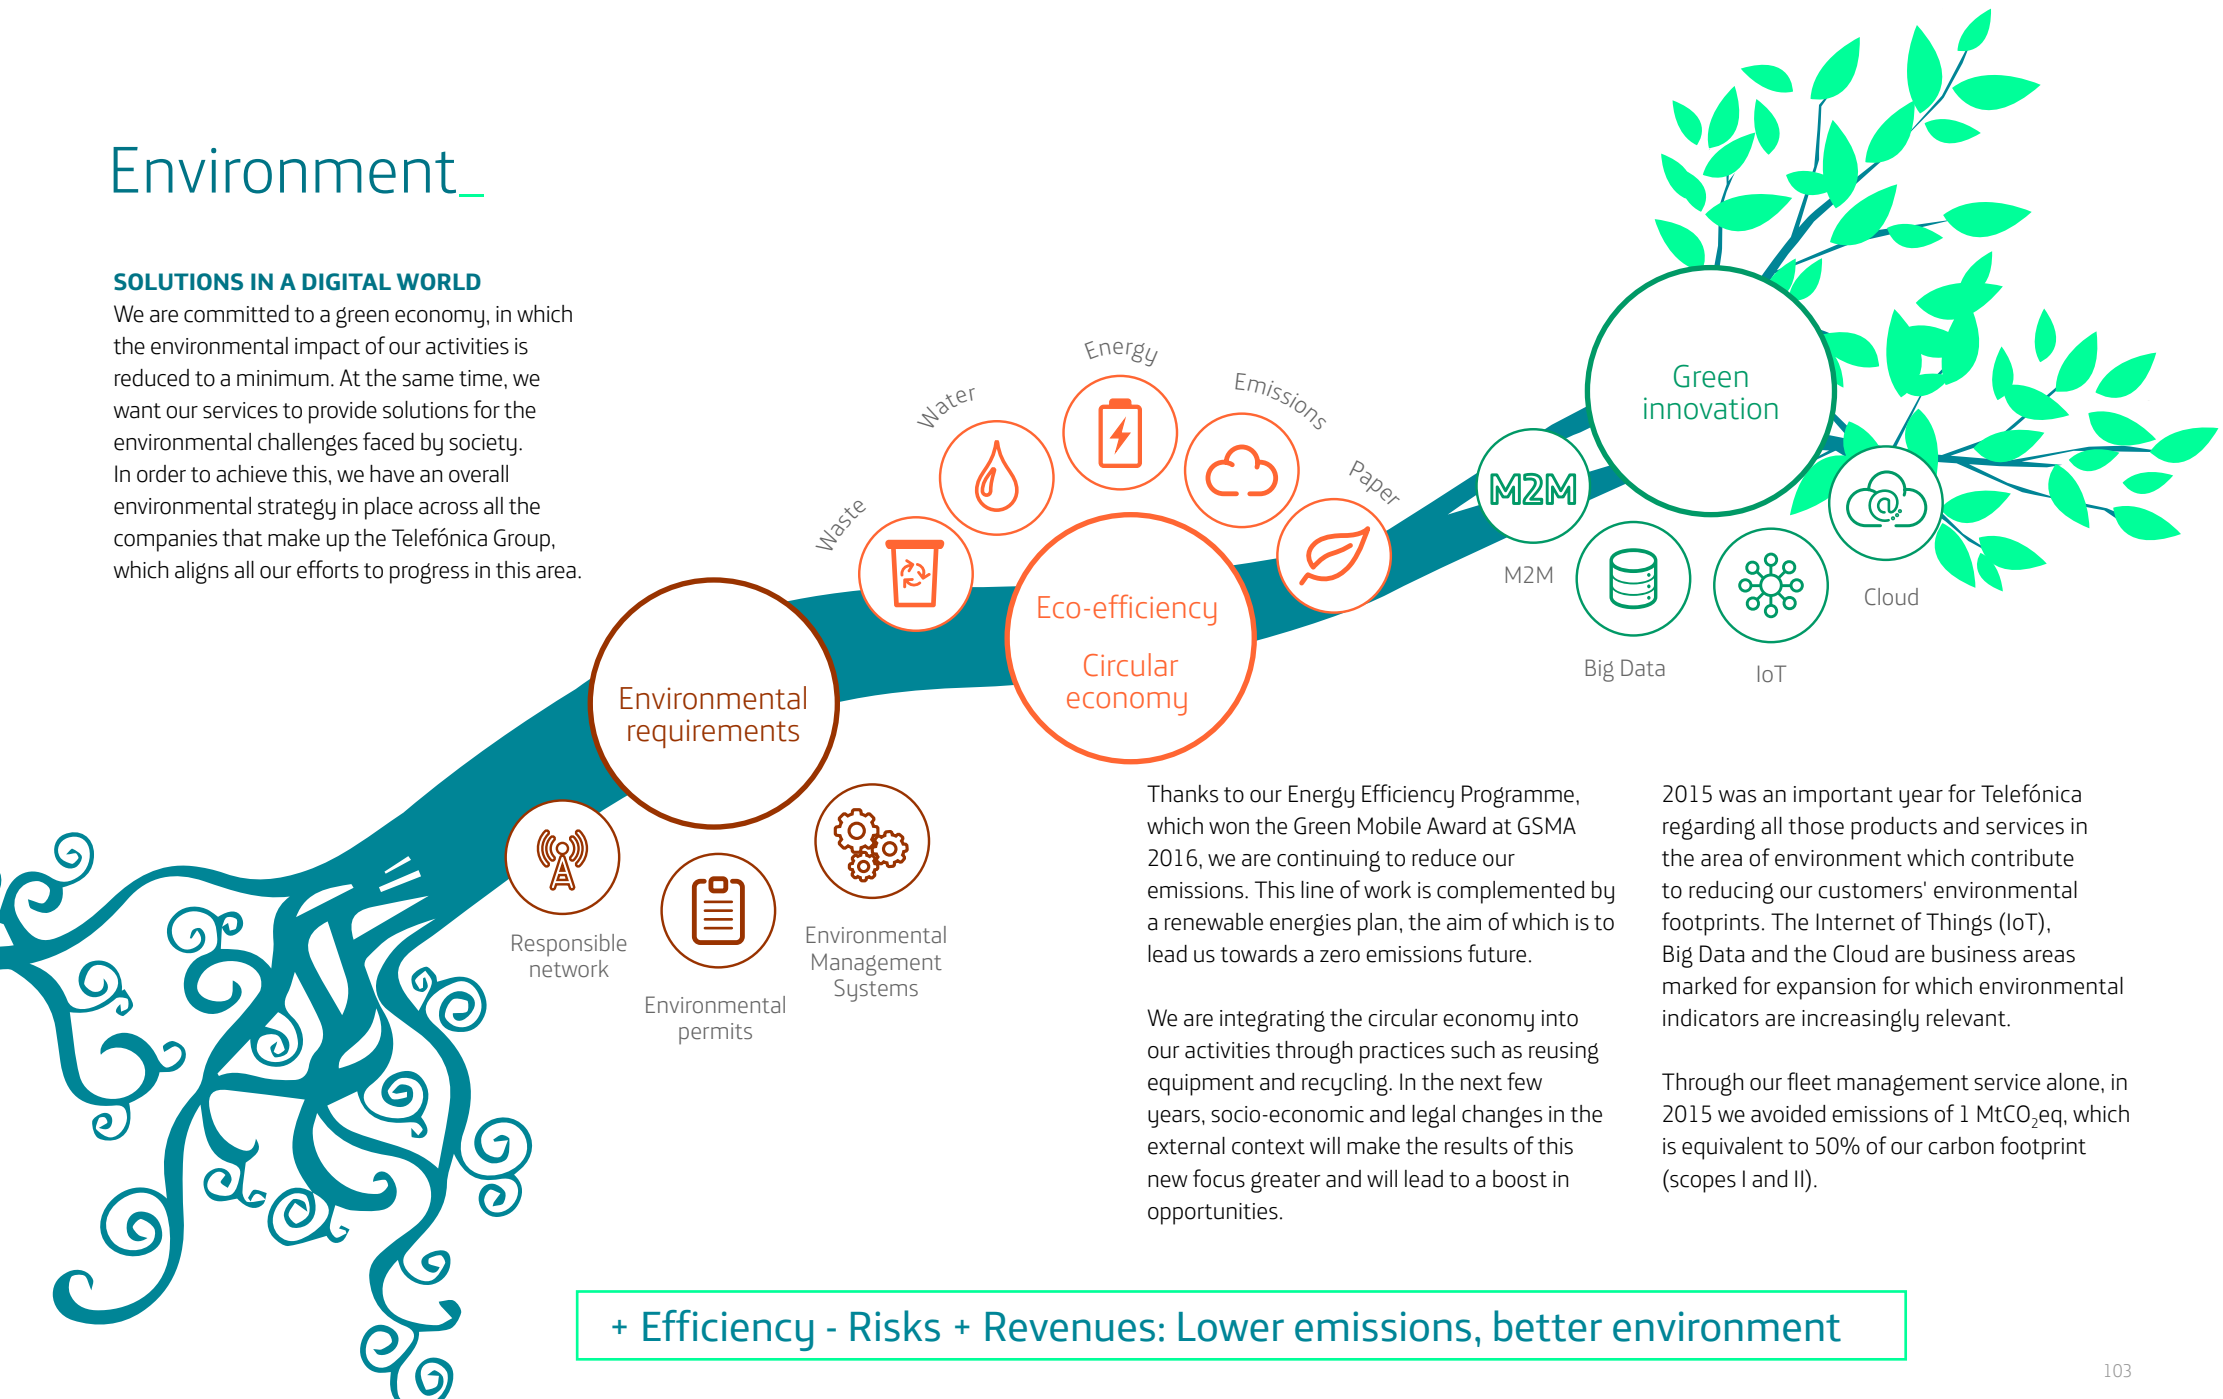 Environment_
SOLUTIONS IN A DIGITAL WORLD
We are committed to a green economy, in which
the environmental impact of our activities is
reduced to a minimum. At the same time, we
want our services to provide solutions for the
environmental challenges faced by society.
In order to achieve this, we have an overall
environmental strategy in place across all the
companies that make up the Telefónica Group,
which aligns all our efforts to progress in this area.
Environmental
requirements
Responsible
network
Environmental
permits
Environmental
Management
Systems
Eco-efficiency
Circular
economy
Waste
Water
Energy
Emissions
Paper
Green
innovation
M2M
M2M
Big Data
IoT
@
Cloud
Thanks to our Energy Efficiency Programme,
which won the Green Mobile Award at GSMA
2016, we are continuing to reduce our
emissions. This line of work is complemented by
a renewable energies plan, the aim of which is to
lead us towards a zero emissions future.
We are integrating the circular economy into
our activities through practices such as reusing
equipment and recycling. In the next few
years, socio-economic and legal changes in the
external context will make the results of this
new focus greater and will lead to a boost in
opportunities.
2015 was an important year for Telefónica
regarding all those products and services in
the area of environment which contribute
to reducing our customers' environmental
footprints. The Internet of Things (IoT),
Big Data and the Cloud are business areas
marked for expansion for which environmental
indicators are increasingly relevant.
Through our fleet management service alone, in
2015 we avoided emissions of 1 MtCO₂eq, which
is equivalent to 50% of our carbon footprint
(scopes I and II).
+ Efficiency - Risks + Revenues: Lower emissions, better environment
103